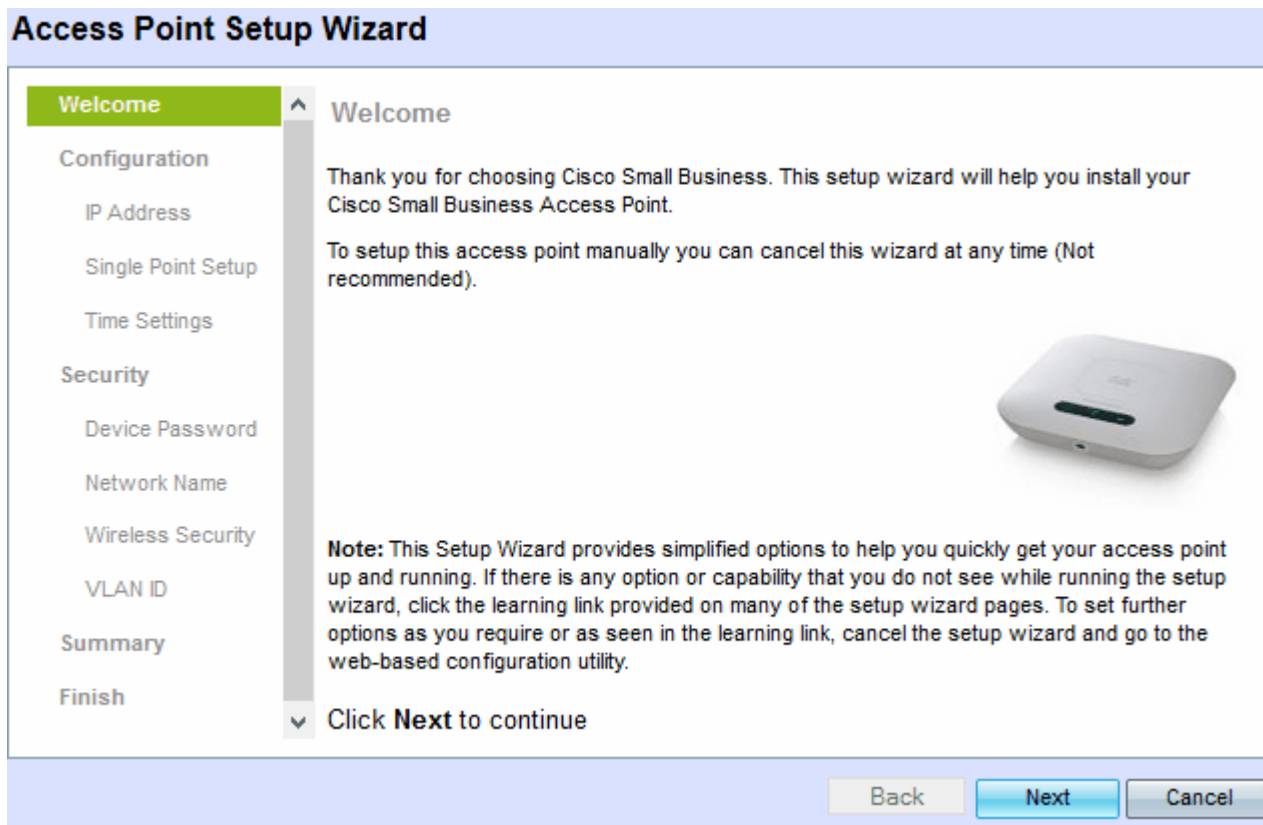 Access Point Setup Wizard
Welcome
Configuration
IP Address
Single Point Setup
Time Settings
Security
Device Password
Network Name
Wireless Security
VLAN ID
Summary
Finish
Welcome
Thank you for choosing Cisco Small Business. This setup wizard will help you install your
Cisco Small Business Access Point.
To setup this access point manually you can cancel this wizard at any time (Not
recommended).
Note: This Setup Wizard provides simplified options to help you quickly get your access point
up and running. If there is any option or capability that you do not see while running the setup
wizard, click the learning link provided on many of the setup wizard pages. To set further
options as you require or as seen in the learning link, cancel the setup wizard and go to the
web-based configuration utility.
Click Next to continue
Back
Next
Cancel